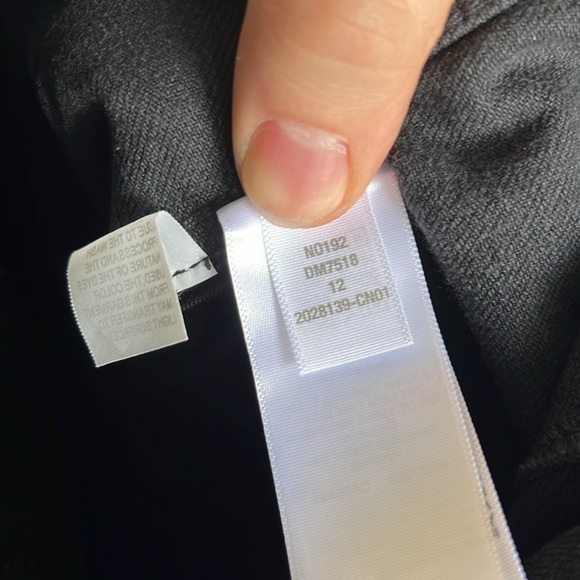 DUE TO THE WASH
PROCESS AND THE
NATURE OF THE DYES
USED, THE COLOR
FROM THIS GARMENT
MAY TRANSFER TO
LIGHT SURFACES
N0192
DM7518
12
2028139-CN01